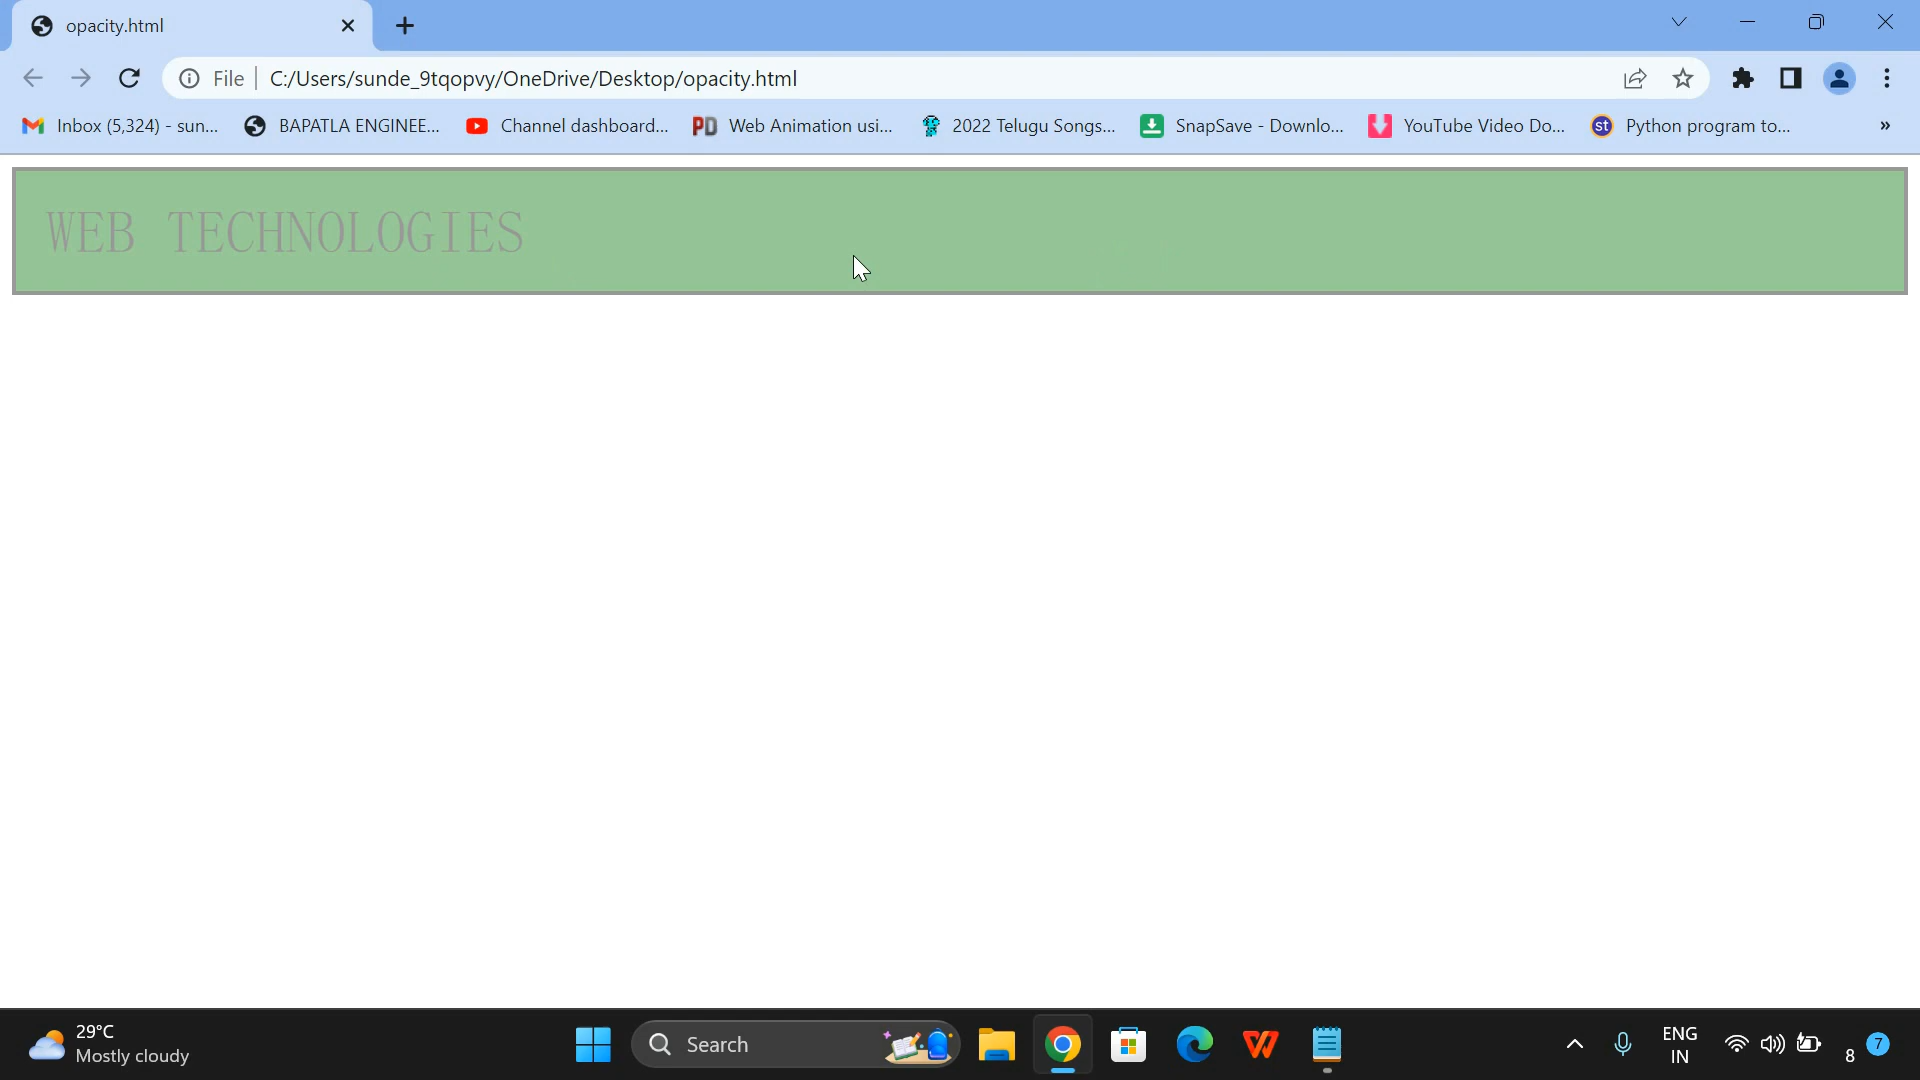 opacity.html
File
C:/Users/sunde_9tqopvy/OneDrive/Desktop/opacity.html
Inbox (5,324) - sun...
BAPATLA ENGINEE...
Channel dashboard...
PD
Web Animation usi...
2022 Telugu Songs...
SnapSave - Downlo...
YouTube Video Do...
st
Python program to...
»
WEB TECHNOLOGIES
29°C
Mostly cloudy
Search
ENG
IN
8
7